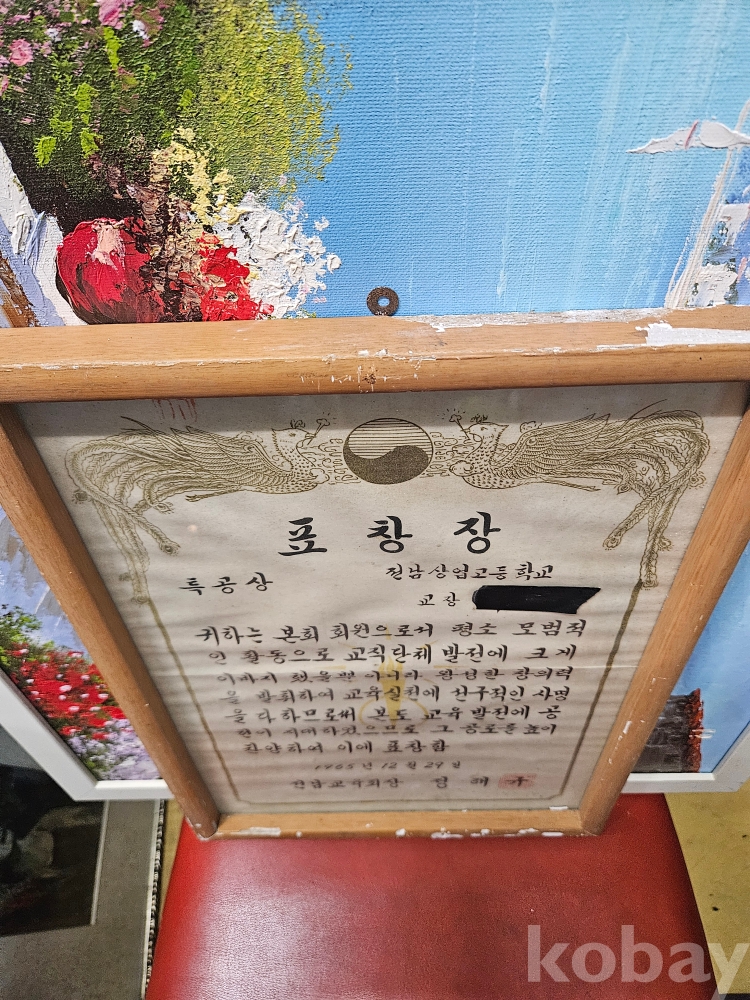 표창장
특공상
전남상업고등학교
교장
귀하는 본회 회원으로서 평소 모범적
인 활동으로 교직단체 발전에 크게
이바지 했을뿐 아니라 왕성한 창의력
을 발휘하여 교육실천에 선구적인 사명
을 다하므로써 본도 교육 발전에 공
헌이 지대하였으므로 그 공로를 높이
찬양하여 이에 표창함
1965년 12월 29일
전남교육회장 정
kobay